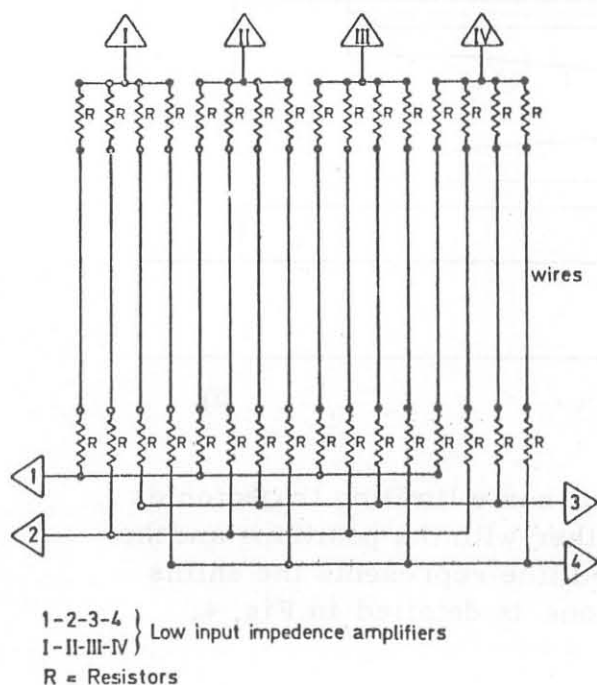 I II III IV
R R R R R R R R R R R R R R R R
wires
R R R R R R R R R R R R R R R R
1
3
2
4
1-2-3-4 } Low input impedence amplifiers
I-II-III-IV
R = Resistors